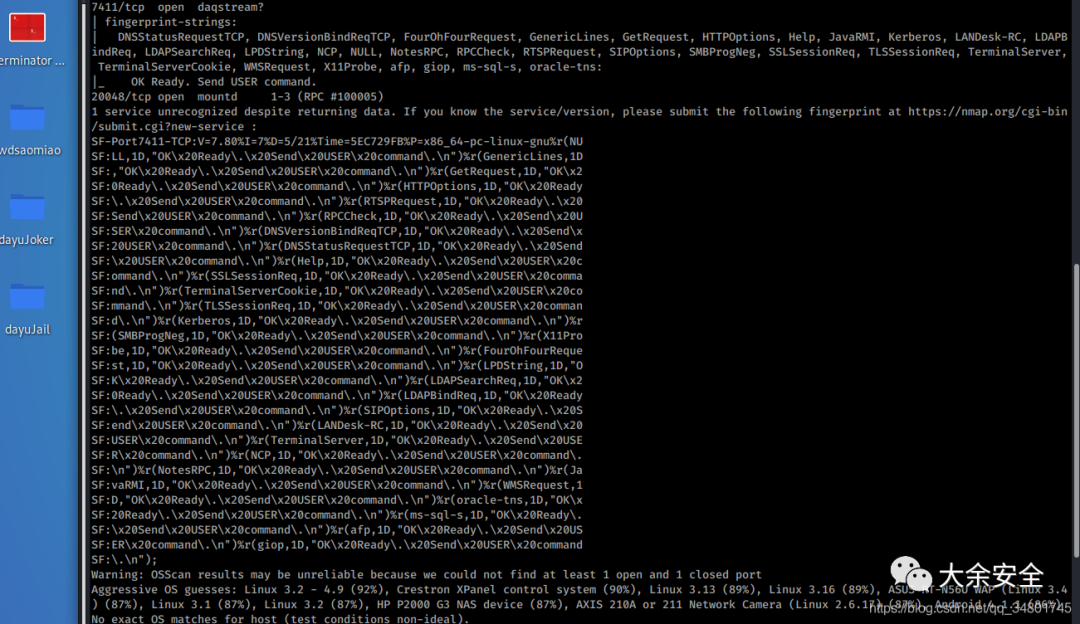 7411/tcp  open  daqstream?
| fingerprint-strings:
|   DNSStatusRequestTCP, DNSVersionBindReqTCP, FourOhFourRequest, GenericLines, GetRequest, HTTPOptions, Help, JavaRMI, Kerberos, LANDesk-RC, LDAPB
indReq, LDAPSearchReq, LPDString, NCP, NULL, NotesRPC, RPCCheck, RTSPRequest, SIPOptions, SMBProgNeg, SSLSessionReq, TLSSessionReq, TerminalServer,
TerminalServerCookie, WMSRequest, X11Probe, afp, giop, ms-sql-s, oracle-tns:
|_    OK Ready. Send USER command.
20048/tcp open  mountd     1-3 (RPC #100005)
1 service unrecognized despite returning data. If you know the service/version, please submit the following fingerprint at https://nmap.org/cgi-bin
/submit.cgi?new-service :
SF-Port7411-TCP:V=7.80%I=7%D=5/21%Time=5EC729FB%P=x86_64-pc-linux-gnu%r(NU
SF:LL,1D,"OK\x20Ready\.\x20Send\x20USER\x20command\.\n")%r(GenericLines,1D
SF:,"OK\x20Ready\.\x20Send\x20USER\x20command\.\n")%r(GetRequest,1D,"OK\x2
SF:0Ready\.\x20Send\x20USER\x20command\.\n")%r(HTTPOptions,1D,"OK\x20Ready
SF:\.\x20Send\x20USER\x20command\.\n")%r(RTSPRequest,1D,"OK\x20Ready\.\x20
SF:Send\x20USER\x20command\.\n")%r(RPCCheck,1D,"OK\x20Ready\.\x20Send\x20U
SF:SER\x20command\.\n")%r(DNSVersionBindReqTCP,1D,"OK\x20Ready\.\x20Send\x
SF:20USER\x20command\.\n")%r(DNSStatusRequestTCP,1D,"OK\x20Ready\.\x20Send
SF:\x20USER\x20command\.\n")%r(Help,1D,"OK\x20Ready\.\x20Send\x20USER\x20c
SF:ommand\.\n")%r(SSLSessionReq,1D,"OK\x20Ready\.\x20Send\x20USER\x20comma
SF:nd\.\n")%r(TerminalServerCookie,1D,"OK\x20Ready\.\x20Send\x20USER\x20co
SF:mmand\.\n")%r(TLSSessionReq,1D,"OK\x20Ready\.\x20Send\x20USER\x20comman
SF:d\.\n")%r(Kerberos,1D,"OK\x20Ready\.\x20Send\x20USER\x20command\.\n")%r
SF:(SMBProgNeg,1D,"OK\x20Ready\.\x20Send\x20USER\x20command\.\n")%r(X11Pro
SF:be,1D,"OK\x20Ready\.\x20Send\x20USER\x20command\.\n")%r(FourOhFourReque
SF:st,1D,"OK\x20Ready\.\x20Send\x20USER\x20command\.\n")%r(LPDString,1D,"O
SF:K\x20Ready\.\x20Send\x20USER\x20command\.\n")%r(LDAPSearchReq,1D,"OK\x2
SF:0Ready\.\x20Send\x20USER\x20command\.\n")%r(LDAPBindReq,1D,"OK\x20Ready
SF:\.\x20Send\x20USER\x20command\.\n")%r(SIPOptions,1D,"OK\x20Ready\.\x20S
SF:end\x20USER\x20command\.\n")%r(LANDesk-RC,1D,"OK\x20Ready\.\x20Send\x20
SF:USER\x20command\.\n")%r(TerminalServer,1D,"OK\x20Ready\.\x20Send\x20USE
SF:R\x20command\.\n")%r(NCP,1D,"OK\x20Ready\.\x20Send\x20USER\x20command\.
SF:\n")%r(NotesRPC,1D,"OK\x20Ready\.\x20Send\x20USER\x20command\.\n")%r(Ja
SF:vaRMI,1D,"OK\x20Ready\.\x20Send\x20USER\x20command\.\n")%r(WMSRequest,1
SF:D,"OK\x20Ready\.\x20Send\x20USER\x20command\.\n")%r(oracle-tns,1D,"OK\x
SF:20Ready\.\x20Send\x20USER\x20command\.\n")%r(ms-sql-s,1D,"OK\x20Ready\.
SF:\x20Send\x20USER\x20command\.\n")%r(afp,1D,"OK\x20Ready\.\x20Send\x20US
SF:ER\x20command\.\n")%r(giop,1D,"OK\x20Ready\.\x20Send\x20USER\x20command
SF:\.\n");
Warning: OSScan results may be unreliable because we could not find at least 1 open and 1 closed port
Aggressive OS guesses: Linux 3.2 - 4.9 (92%), Crestron XPanel control system (90%), Linux 3.13 (89%), Linux 3.16 (89%), ASUS RT-N56U WAP (Linux 3.4
) (87%), Linux 3.1 (87%), Linux 3.2 (87%), HP P2000 G3 NAS device (87%), AXIS 210A or 211 Network Camera (Linux 2.6.17)
No exact OS matches for host (test conditions non-ideal).
erminator ...
wdsaomiao
dayuJoker
dayuJail
大余安全
https://blog.csdn.net/qq_34801745